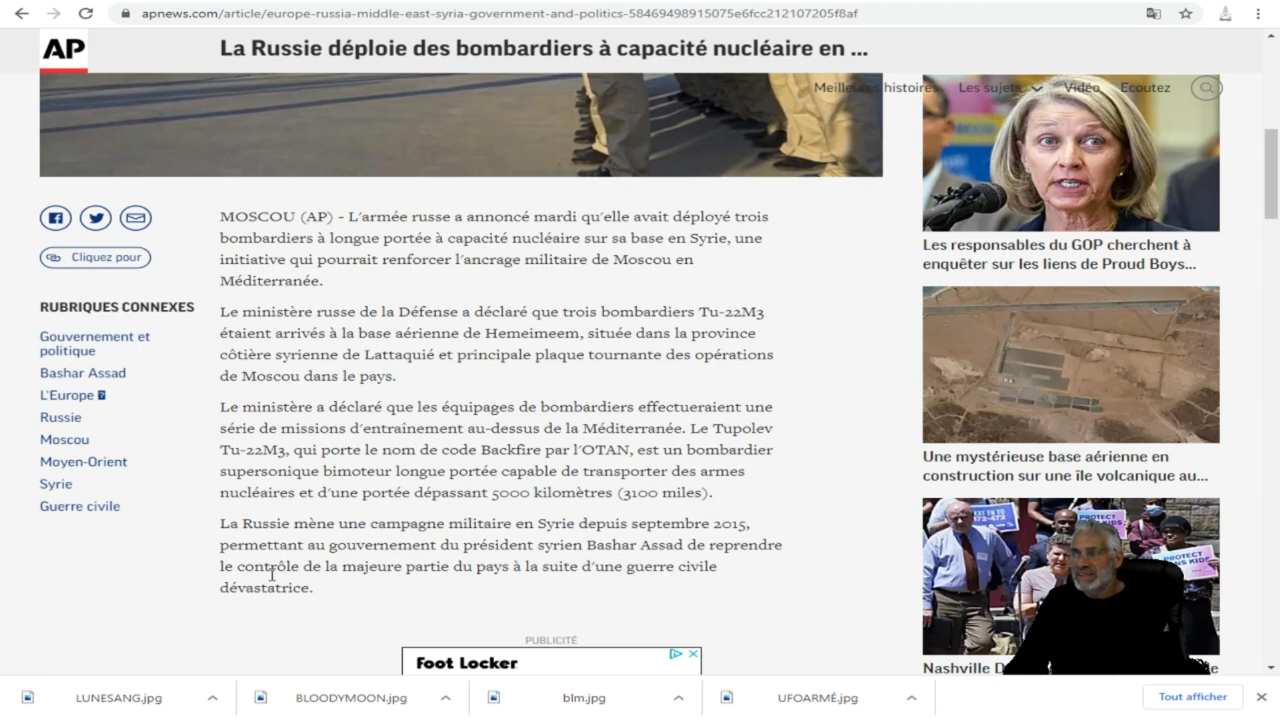 apnews.com/article/europe-russia-middle-east-syria-government-and-politics-58469498915075e6fcc212107205f8af
AP
La Russie déploie des bombardiers à capacité nucléaire en ...
Meilleures histoires Les sujets Vidéo Ecoutez
MOSCOU (AP) - L'armée russe a annoncé mardi qu'elle avait déployé trois
bombardiers à longue portée à capacité nucléaire sur sa base en Syrie, une
initiative qui pourrait renforcer l'ancrage militaire de Moscou en
Méditerranée.
Le ministère russe de la Défense a déclaré que trois bombardiers Tu-22M3
étaient arrivés à la base aérienne de Hemeimeem, située dans la province
côtière syrienne de Lattaquié et principale plaque tournante des opérations
de Moscou dans le pays.
Le ministère a déclaré que les équipages de bombardiers effectueraient une
série de missions d'entraînement au-dessus de la Méditerranée. Le Tupolev
Tu-22M3, qui porte le nom de code Backfire par l'OTAN, est un bombardier
supersonique bimoteur longue portée capable de transporter des armes
nucléaires et d'une portée dépassant 5000 kilomètres (3100 miles).
La Russie mène une campagne militaire en Syrie depuis septembre 2015,
permettant au gouvernement du président syrien Bashar Assad de reprendre
le contrôle de la majeure partie du pays à la suite d'une guerre civile
dévastatrice.
Cliquez pour
RUBRIQUES CONNEXES
Gouvernement et
politique
Bashar Assad
L'Europe
Russie
Moscou
Moyen-Orient
Syrie
Guerre civile
Les responsables du GOP cherchent à
enquêter sur les liens de Proud Boys...
Une mystérieuse base aérienne en
construction sur une île volcanique au...
PROTECT
KIDS
PROTECT
KIDS
Nashville
PUBLICITÉ
Foot Locker
LUNESANG.jpg
BLOODYMOON.jpg
blm.jpg
UFOARMÉ.jpg
Tout afficher